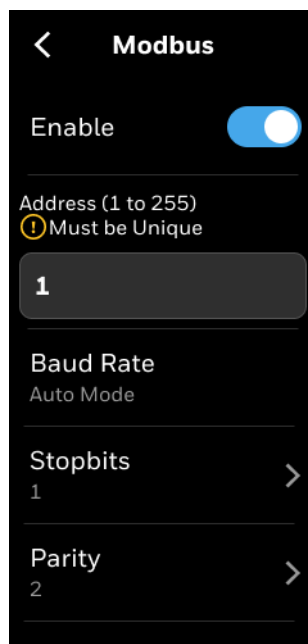 Modbus
Enable
Address (1 to 255)
Must be Unique
1
Baud Rate
Auto Mode
Stopbits
1
Parity
2